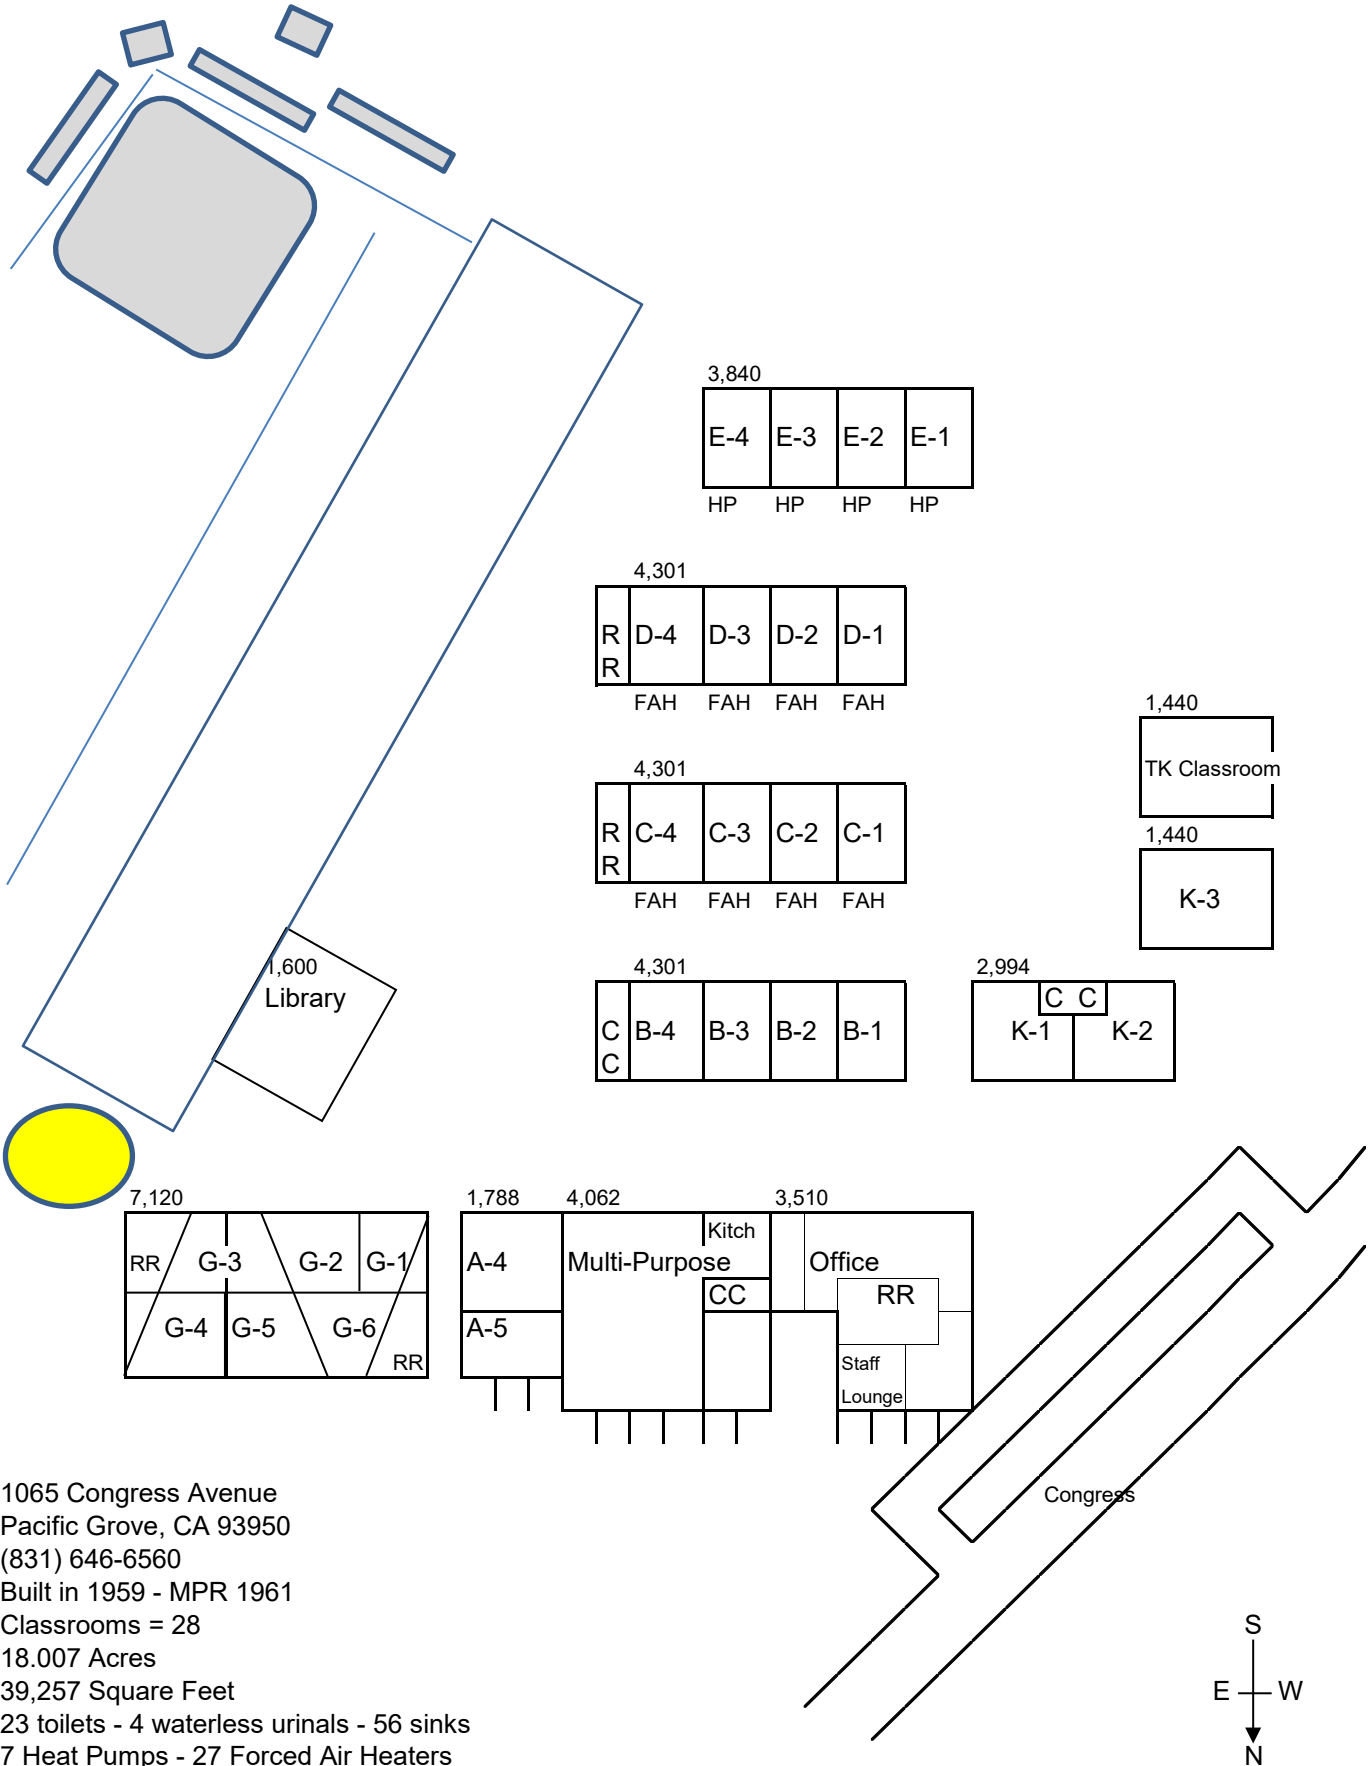 3,840
E-4 E-3 E-2 E-1
HP HP HP HP
4,301
R D-4 D-3 D-2 D-1
R
FAH FAH FAH FAH
1,440
TK Classroom
4,301
R C-4 C-3 C-2 C-1
R
FAH FAH FAH FAH
1,440
K-3
1,600
Library
4,301
C B-4 B-3 B-2 B-1
C
2,994
C C
K-1 K-2
7,120
RR G-3 G-2 G-1
G-4 G-5 G-6
RR
1,788 4,062 3,510
Kitch
A-4 Multi-Purpose Office
CC RR
A-5
Staff
Lounge
Congress
1065 Congress Avenue
Pacific Grove, CA 93950
(831) 646-6560
Built in 1959 - MPR 1961
Classrooms = 28
18.007 Acres
39,257 Square Feet
23 toilets - 4 waterless urinals - 56 sinks
7 Heat Pumps - 27 Forced Air Heaters
S
E W
N